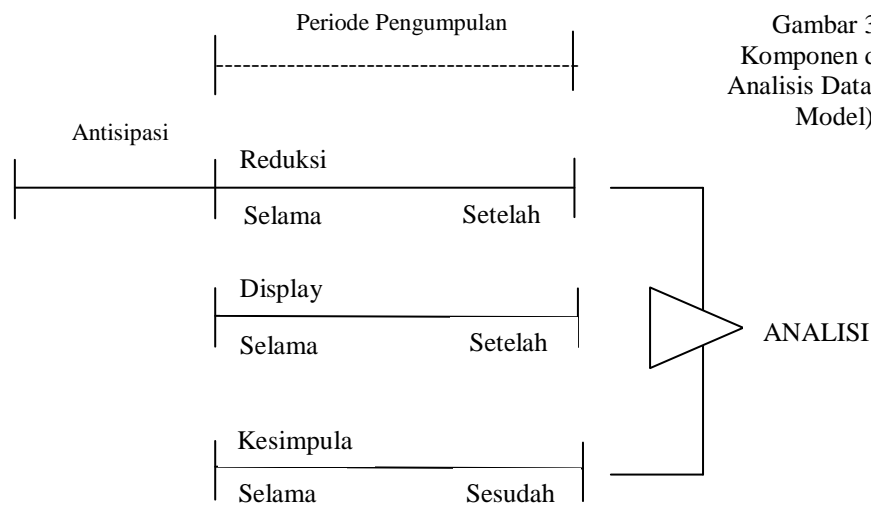 Periode Pengumpulan
Gambar 3
Komponen d
Analisis Data
Model)
Antisipasi
Reduksi
Selama Setelah
Display
Selama Setelah
ANALISI
Kesimpula
Selama Sesudah